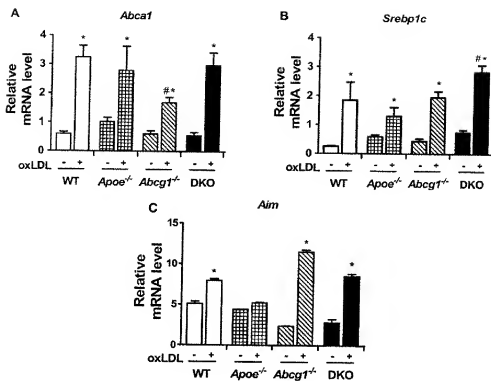 A
Abca1
Relative
mRNA level
4
3
2
1
0
*
*
#*
*
oxLDL
- + - + - + - +
WT Apoe-/- Abcg1-/- DKO
B
Srebp1c
Relative
mRNA level
4
3
2
1
0
*
*
*
#*
oxLDL
- + - + - + - +
WT Apoe-/- Abcg1-/- DKO
C
Aim
Relative
mRNA level
15
10
5
0
*
*
*
oxLDL
- + - + - + - +
WT Apoe-/- Abcg1-/- DKO